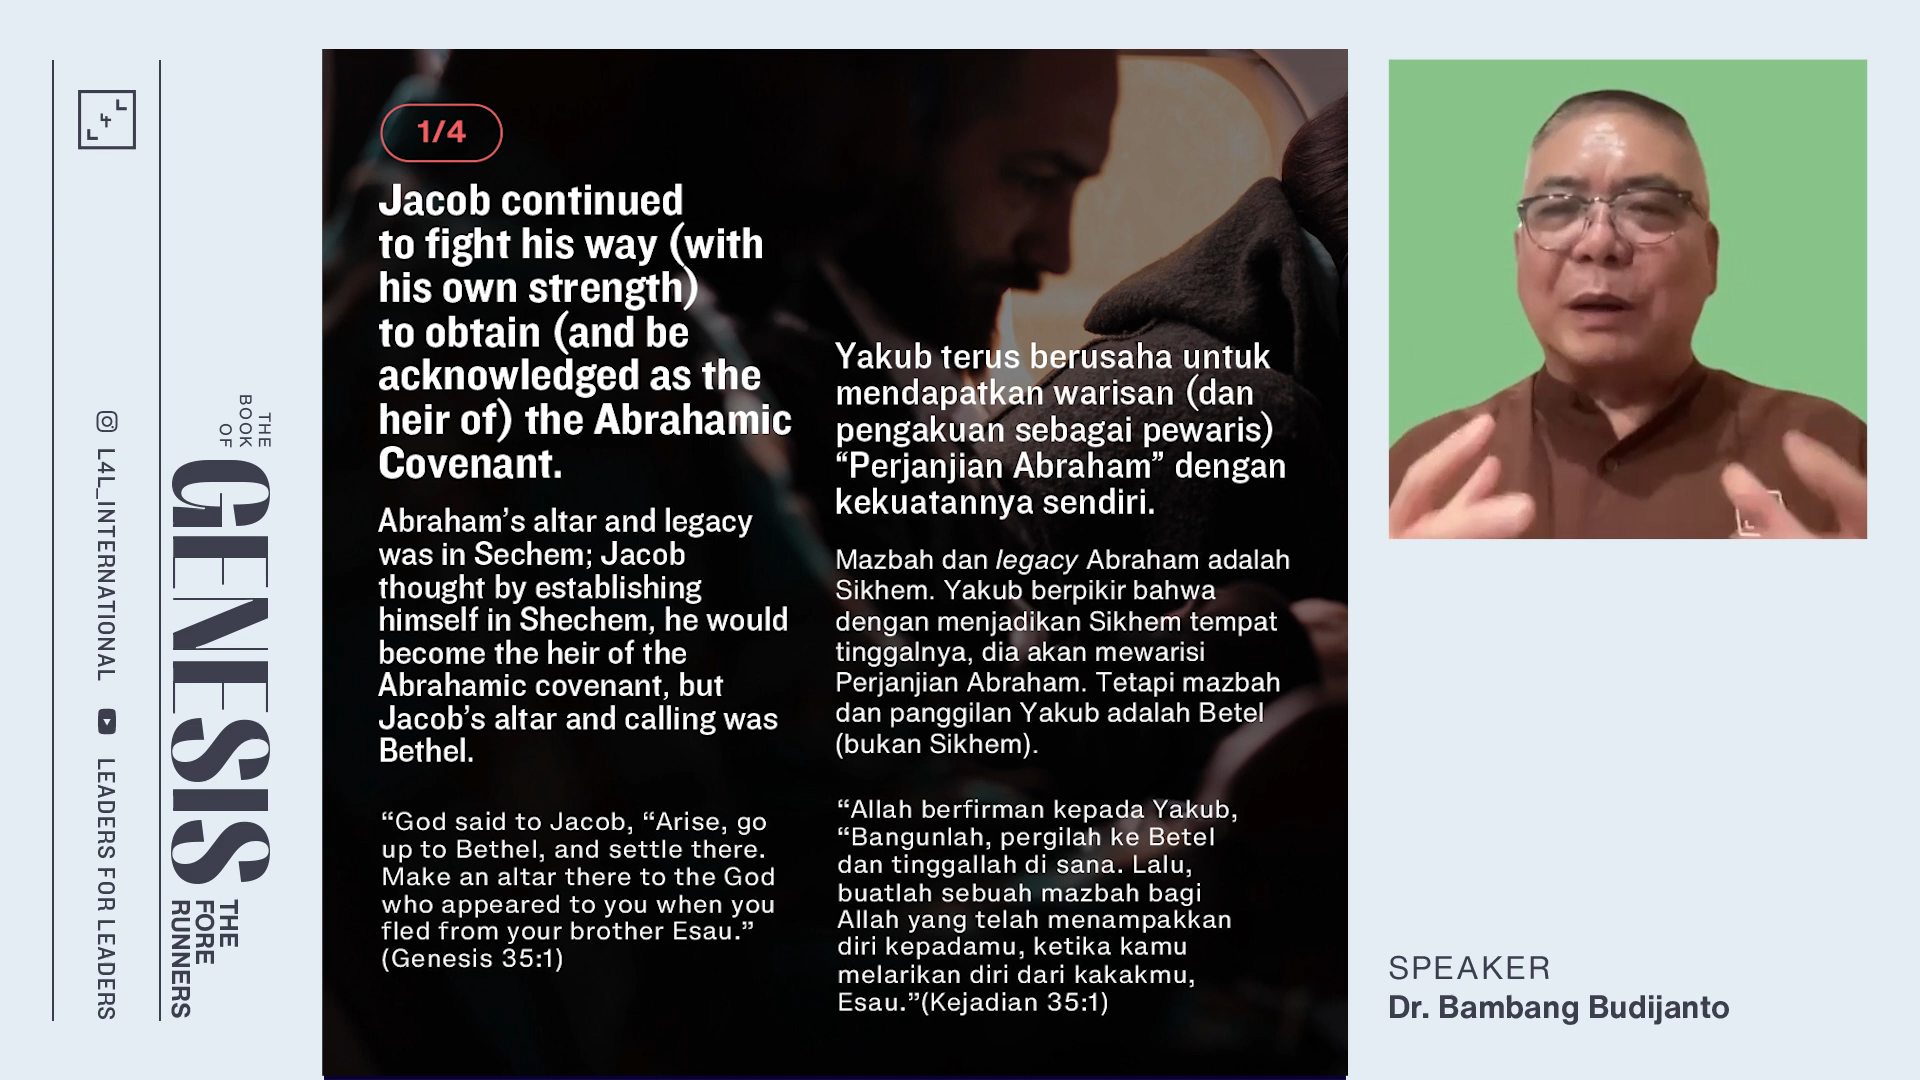 L4L_INTERNATIONAL
LEADERS FOR LEADERS
THE
BOOK
OF
GENESIS
THE
FORE
RUNNERS
1/4
Jacob continued
to fight his way (with
his own strength)
to obtain (and be
acknowledged as the
heir of) the Abrahamic
Covenant.
Abraham’s altar and legacy
was in Sechem; Jacob
thought by establishing
himself in Shechem, he would
become the heir of the
Abrahamic covenant, but
Jacob’s altar and calling was
Bethel.
“God said to Jacob, “Arise, go
up to Bethel, and settle there.
Make an altar there to the God
who appeared to you when you
fled from your brother Esau.”
(Genesis 35:1)
Yakub terus berusaha untuk
mendapatkan warisan (dan
pengakuan sebagai pewaris)
“Perjanjian Abraham” dengan
kekuatannya sendiri.
Mazbah dan legacy Abraham adalah
Sikhem. Yakub berpikir bahwa
dengan menjadikan Sikhem tempat
tinggalnya, dia akan mewarisi
Perjanjian Abraham. Tetapi mazbah
dan panggilan Yakub adalah Betel
(bukan Sikhem).
“Allah berfirman kepada Yakub,
“Bangunlah, pergilah ke Betel
dan tinggallah di sana. Lalu,
buatlah sebuah mazbah bagi
Allah yang telah menampakkan
diri kepadamu, ketika kamu
melarikan diri dari kakakmu,
Esau.”(Kejadian 35:1)
SPEAKER
Dr. Bambang Budijanto